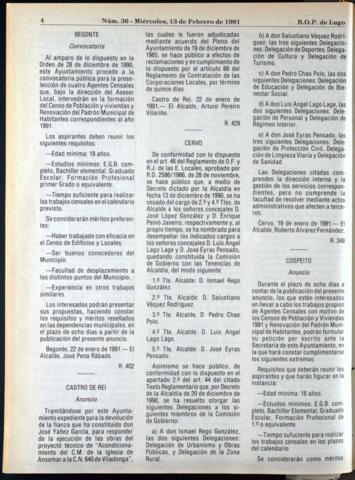 4 Núm. 36 - Miércoles, 13 de Febrero de 1991 B.O.P. de Lugo
BEGONTE
Convocatoria
Al amparo de lo dispuesto en la
Orden de 28 de diciembre de 1990,
este Ayuntamiento procede a la
convocatoria pública para la prese-
lección de cuatro Agentes Censales
que, bajo la dirección del Asesor
Local, intervendrán en la formación
del Censo de Población y viviendas y
Renovación del Padrón Municipal de
Habitantes correspondientes al año
1991.
Los aspirantes deben reunir los
siguientes requisitos:
—Edad mínima: 18 años.
—Estudios mínimos: E.G.B. com-
pleto, Bachiller elemental, Graduado
Escolar, Formación Profesional
primer Grado o equivalente.
—Tiempo suficiente para realizar
los trabajos censales en el calendario
previsto.
Se considerarán méritos preferen-
tes:
—Haber trabajado con eficacia en
el Censo de Edificios y Locales.
—Ser buenos conocedores del
Municipio.
—Facultad de desplazamiento a
los distintos puntos del Municipio.
—Experiencia en otros trabajos
similares.
Los interesados podrán presentar
sus propuestas, haciendo constar
los requisitos y méritos reseñados
en las dependencias municipales, en
el plazo de ocho días a partir de la
publicación del presente anuncio.
Begonte, 22 de enero de 1991.—El
Alcalde, José Pena Rábade.
R. 402
CASTRO DE REI
Anuncio
Tramitándose por este Ayunta-
miento expediente para la devolución
de la fianza que ha constituido don
José Yáñez García, para responder
de la ejecución de las obras del
proyecto técnico de "Acondiciona-
miento del C.M. de la Iglesia de
Ansemar a la C.N. 640 de Viladonga",
las cuales le fueron adjudicadas
mediante acuerdo del Pleno del
Ayuntamiento de 19 de diciembre de
1985, se hace público a efectos de
reclamaciones y en cumplimiento de
lo dispuesto por el artículo 88 del
Reglamento de Contratación de las
Corporaciones Locales, por término
de quince días.
Castro de Rei, 22 de enero de
1991.—El Alcalde, Arturo Pereiro
Vilariño.
R. 429
CERVO
De conformidad con lo dispuesto
en el art. 46 del Reglamento de O.F. y
R.J. de las E. Locales, aprobado por
R.D. 2586/1986, de 28 de noviembre,
se hace público que, a medio de
Decreto dictado por la Alcaldía en
fecha 13 de diciembre de 1990, se ha
cesado del cargo de 2.º y 4.º Ttes. de
Alcalde a los señores concejales D.
José López González y D. Enrique
Penó Janeiro, respectivamente y, al
propio tiempo, se ha nombrado para
desempeñar los indicados cargos a
los señores concejales D. Luis Angel
Lago Lage y D. José Eyras Pensado,
quedando constituida la Comisión
de Gobierno con las Tenencias de
Alcaldía, del modo siguiente:
1.º Tte. Alcalde: D. Ismael Rego
González.
2.º Tte. Alcalde: D. Salustiano
Vézquez Rodríguez.
3.º Tte. Alcalde: D. Pedro Chao
Polo.
4.º Tte. Alcalde: D. Luis Angel
Lago Lage.
5.º Tte. Alcalde: D. José Eyras
Pensado.
Asimismo se hace público, de
conformidad con lo dispuesto en el
apartado 2.º del art. 44 del citado
Texto Reglamentario que, por Decreto
de la Alcaldía de 20 de diciembre de
1990, se ha resuelto otorgar las
siguientes Delegaciones a los si-
guientes miembros de la Comisión
de Gobierno:
a) A don Ismael Rego González,
las dos siguientes Delegaciones:
Delegación de Urbanismo y Obras
Públicas, y Delegación de la Zona
Rural.
b) A don Salustiano Vézquez Rodrí-
guez, las tres siguientes Delegacio-
nes: Delegación de Deportes, Delega-
ción de Cultura, y Delegación de
Turismo.
c) A don Pedro Chao Polo, las dos
siguientes Delegaciones: Delegación
de Educación y Delegación de Bie-
nestar Social.
d) A don Luis Angel Lago Lage, las
dos siguientes Delegaciones: Dele-
gación de Personal y Delegación de
Régimen Interior.
e) A don José Eyras Pensado, las
tres siguientes Delegaciones: Dele-
gación de Protección Civil, Delega-
ción de Limpieza Viaria y Delegación
de Sanidad.
Las Delegaciones citadas com-
prenden la dirección interna y la
gestión de los servicios correspon-
dientes, pero no comprende la
facultad de resolver mediante actos
administrativos que afecten a terce-
ros.
Cervo, 19 de enero de 1991.—El
Alcalde, Roberto Alvarez Fernández.
R. 348
COSPEITO
Anuncio
Durante el plazo de ocho días a
contar de la publicación del presente
anuncio, los que estén interesados
en llevar a cabo los trabajos propios
de Agentes Censales con motivo de
los Censos de Población y Viviendas
1991 y Renovación del Padrón Muni-
cipal de Habitantes, podrán formular
su petición por escrito ante la
Secretaría de este Ayuntamiento, en
la que hará constar cumplimentar
los siguientes extremos:
Requisitos que deberán reunir los
aspirantes y que harán figurar en la
instancia:
—Edad mínima: 18 años.
—Estudios mínimos: E.G.B. com-
pleto, Bachiller Elemental, Graduado
Escolar, Formación Profesional de
1.º o equivalente.
—Tiempo suficiente para realizar
los trabajos censales en los plazos
del calendario.
Se considerarán como méritos